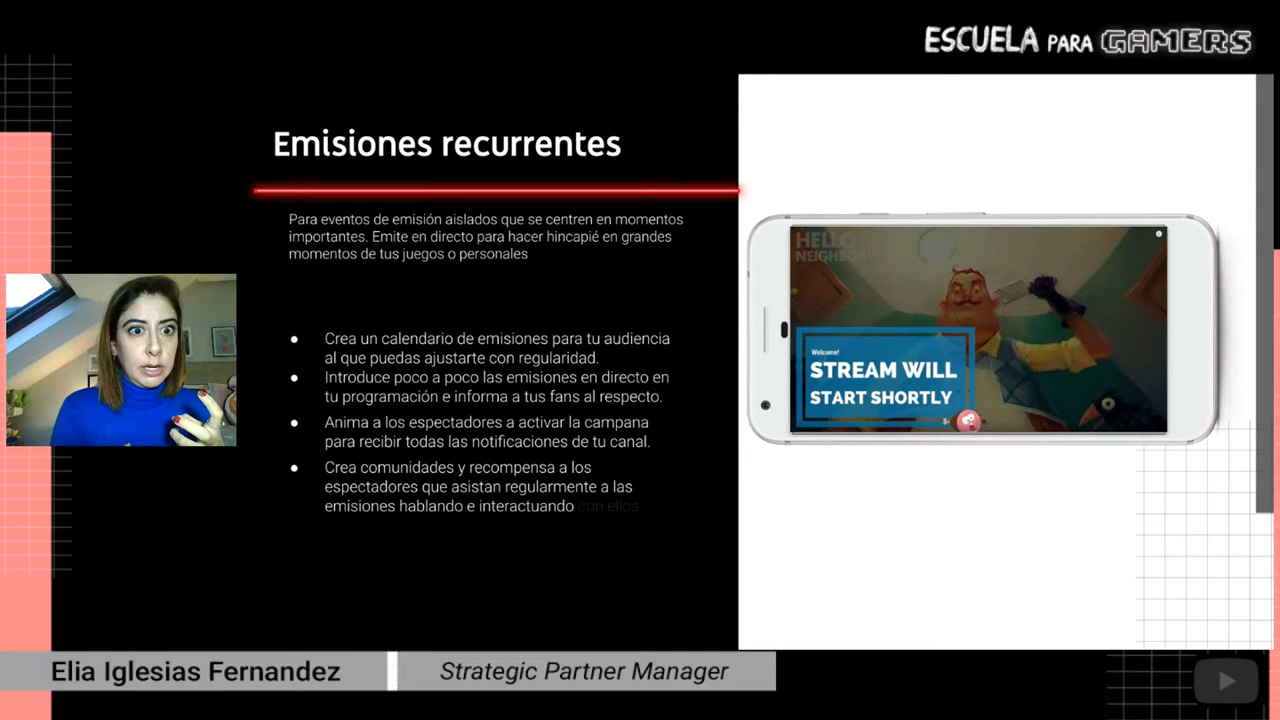 ESCUELA PARA GAMERS
Emisiones recurrentes
Para eventos de emisión aislados que se centren en momentos
importantes. Emite en directo para hacer hincapié en grandes
momentos de tus juegos o personales
● Crea un calendario de emisiones para tu audiencia
al que puedas ajustarte con regularidad.
● Introduce poco a poco las emisiones en directo en
tu programación e informa a tus fans al respecto.
● Anima a los espectadores a activar la campana
para recibir todas las notificaciones de tu canal.
● Crea comunidades y recompensa a los
espectadores que asistan regularmente a las
emisiones hablando e interactuando con ellos
HELLO
NEIGHBOR
Welcome!
STREAM WILL
START SHORTLY
Elia Iglesias Fernandez
Strategic Partner Manager